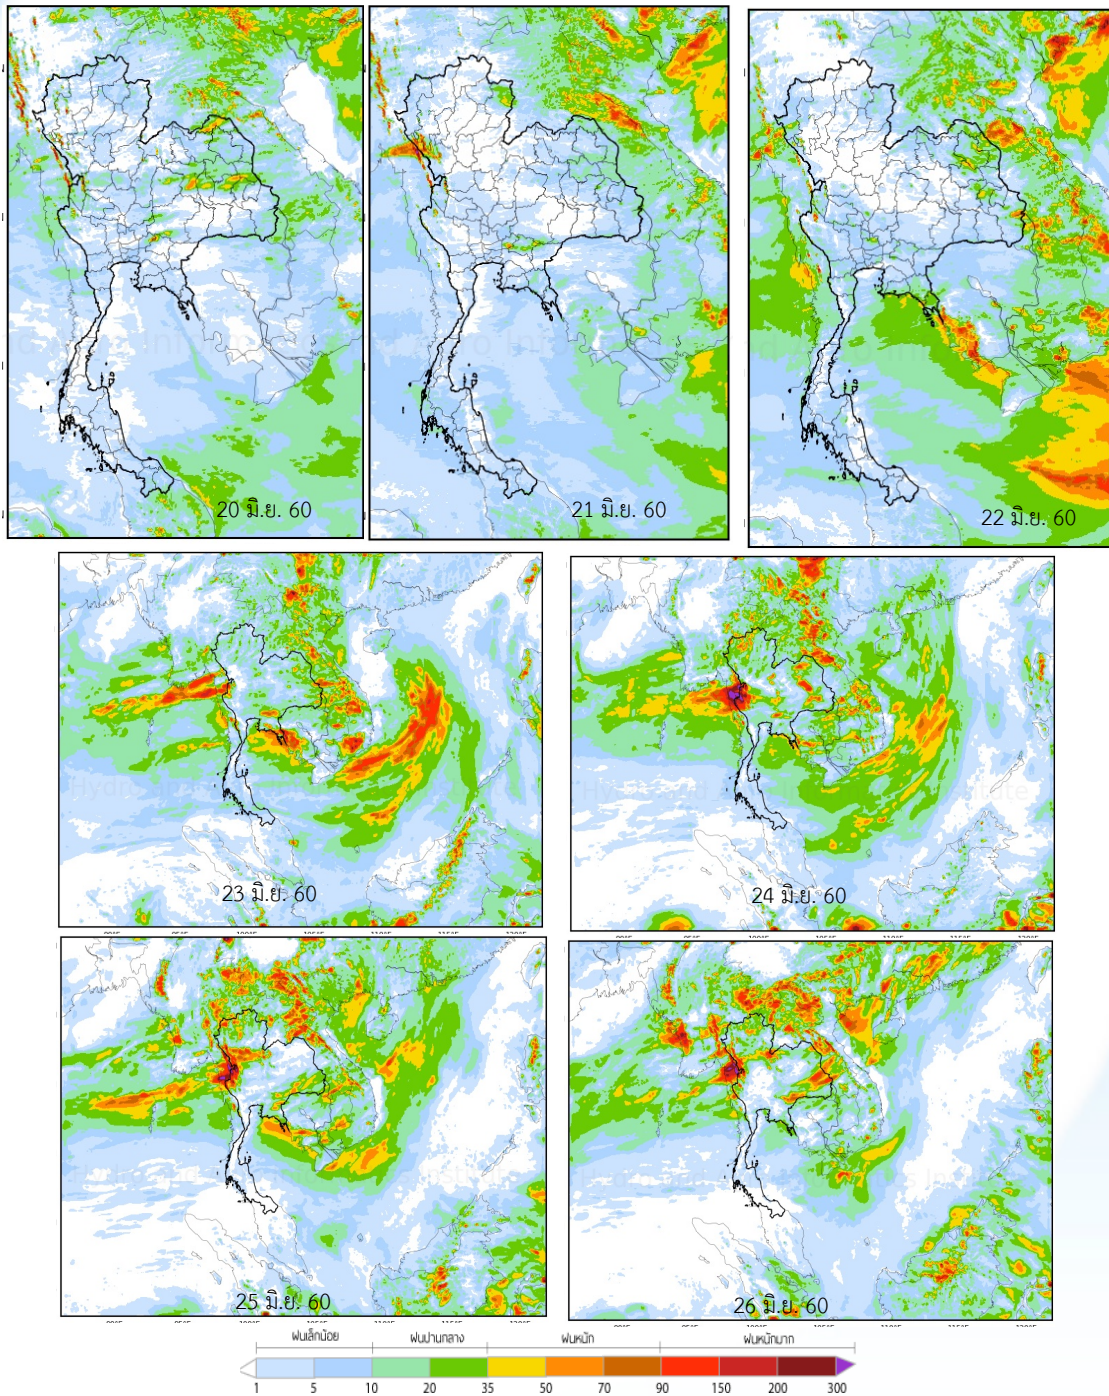 20 มิ.ย. 60
21 มิ.ย. 60
22 มิ.ย. 60
23 มิ.ย. 60
24 มิ.ย. 60
25 มิ.ย. 60
26 มิ.ย. 60
ฝนเล็กน้อย ฝนปานกลาง ฝนหนัก ฝนหนักมาก
1 5 10 20 35 50 70 90 150 200 300